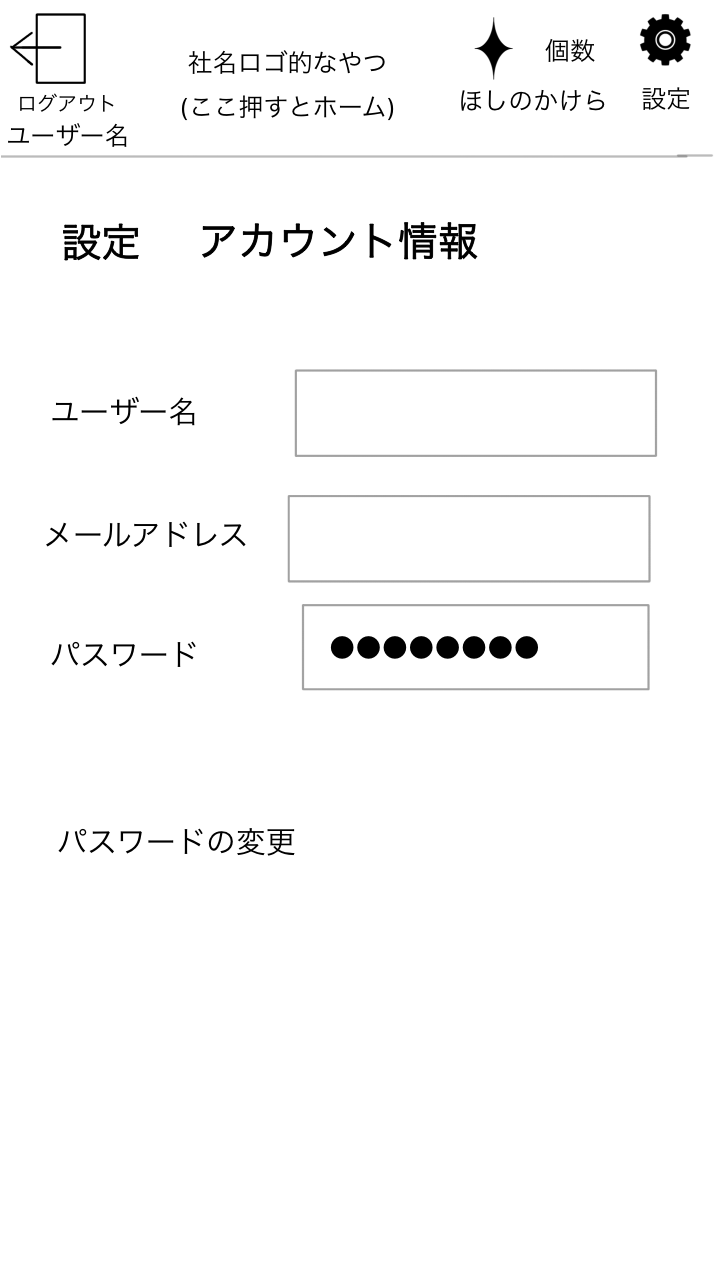 社名ロゴ的なやつ
(ここ押すとホーム)
個数
ほしのかけら
設定
ログアウト
ユーザー名
設定 アカウント情報
ユーザー名
メールアドレス
パスワード
●●●●●●●●
パスワードの変更